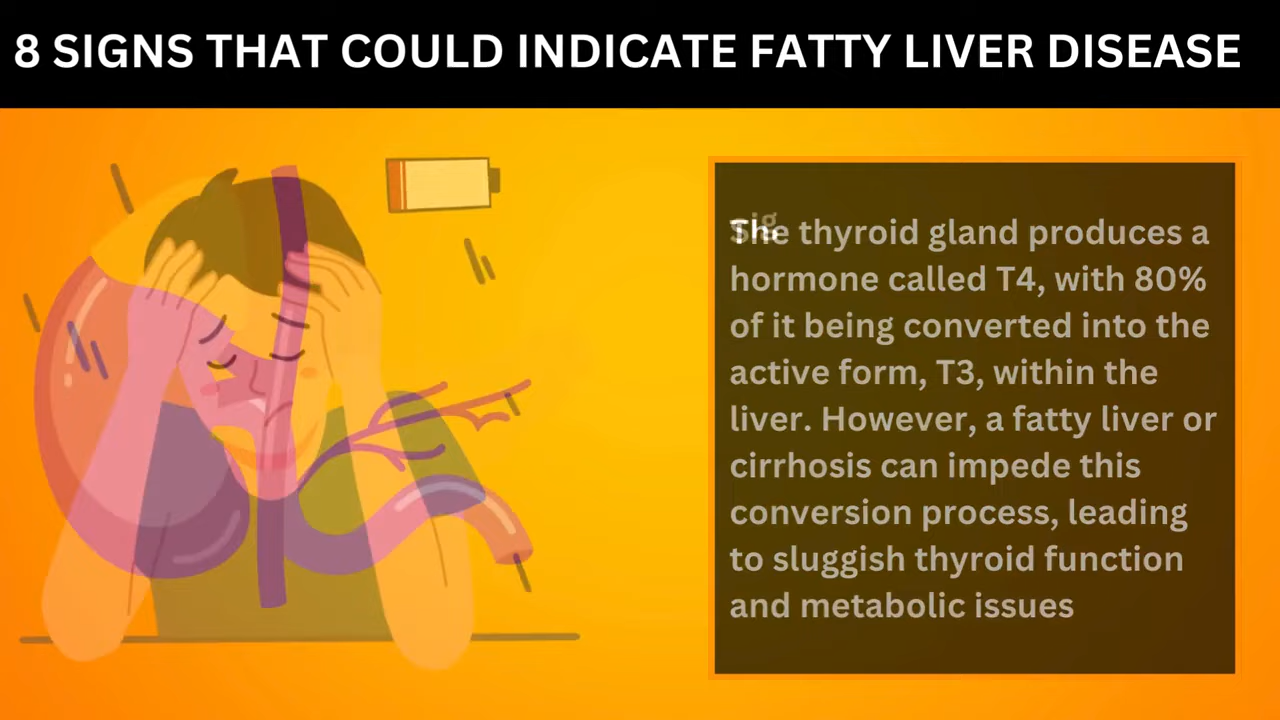 8 SIGNS THAT COULD INDICATE FATTY LIVER DISEASE
The thyroid gland produces a
hormone called T4, with 80%
of it being converted into the
active form, T3, within the
liver. However, a fatty liver or
cirrhosis can impede this
conversion process, leading
to sluggish thyroid function
and metabolic issues